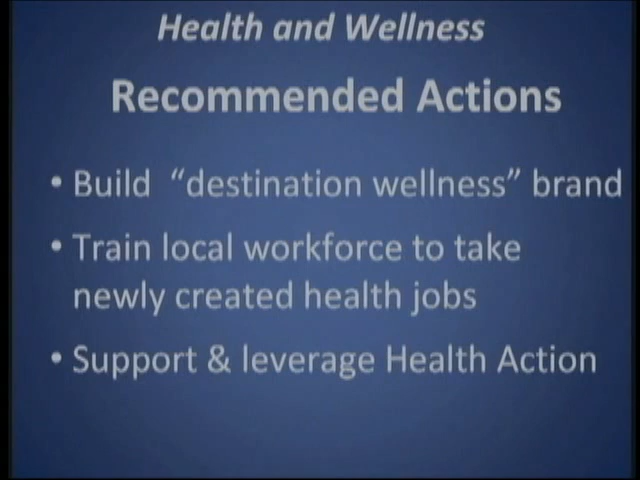 Health and Wellness
Recommended Actions
• Build “destination wellness” brand
• Train local workforce to take
newly created health jobs
• Support & leverage Health Action